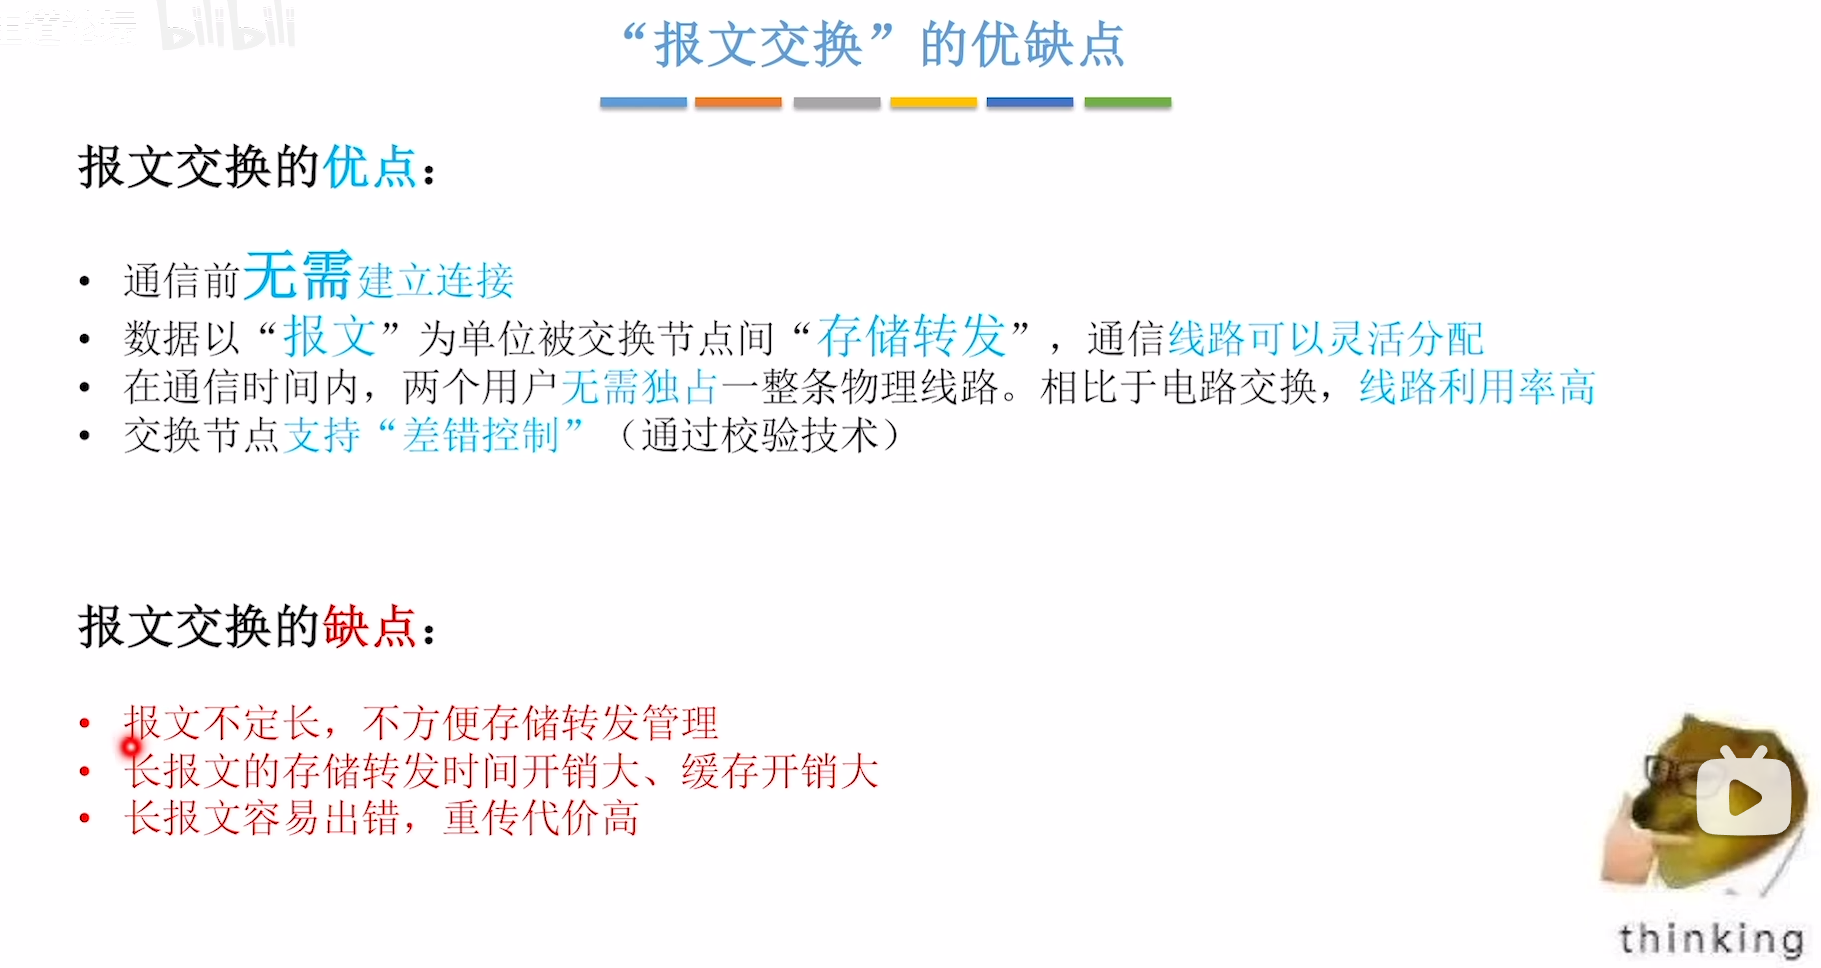 bilibili
“报文交换”的优缺点
报文交换的优点：
• 通信前无需建立连接
• 数据以“报文”为单位被交换节点间“存储转发”，通信线路可以灵活分配
• 在通信时间内，两个用户无需独占一整条物理线路。相比于电路交换，线路利用率高
• 交换节点支持“差错控制”（通过校验技术）
报文交换的缺点：
• 报文不定长，不方便存储转发管理
• 长报文的存储转发时间开销大、缓存开销大
• 长报文容易出错，重传代价高
thinking